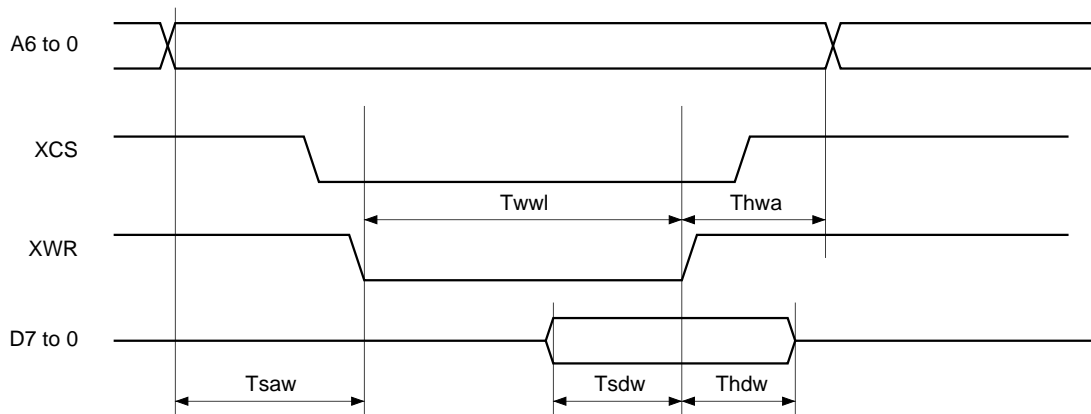 A6 to 0
XCS
Twwl Thwa
XWR
D7 to 0
Tsaw Tsdw Thdw